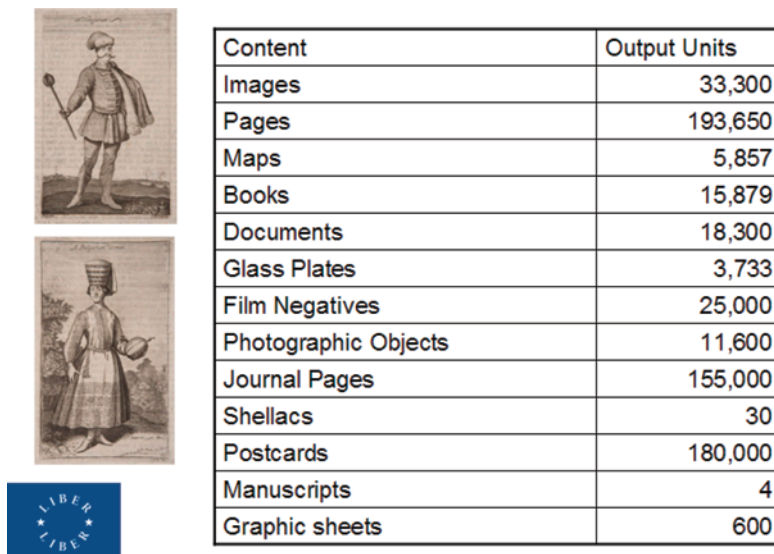 Content Output Units
Images 33,300
Pages 193,650
Maps 5,857
Books 15,879
Documents 18,300
Glass Plates 3,733
Film Negatives 25,000
Photographic Objects 11,600
Journal Pages 155,000
Shellacs 30
Postcards 180,000
Manuscripts 4
Graphic sheets 600
LIBER
LIBER